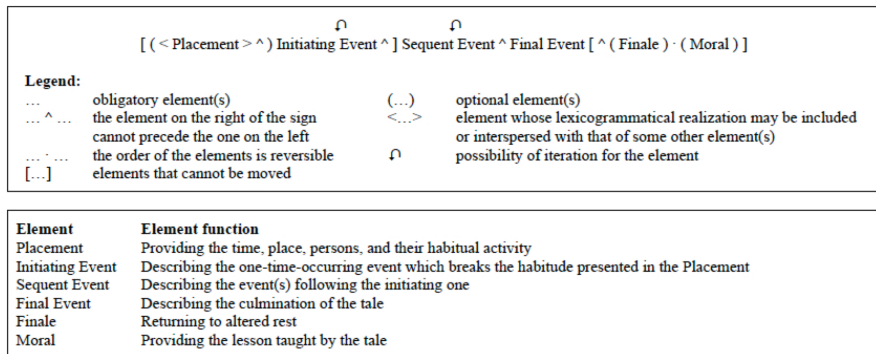 [ ( < Placement > ^ ) Initiating Event ^ ] Sequent Event ^ Final Event [ ^ ( Finale ) · ( Moral ) ]
Legend:
… obligatory element(s) (…) optional element(s)
… ^ … the element on the right of the sign <…> element whose lexicogrammatical realization may be included
cannot precede the one on the left or interspersed with that of some other element(s)
… · … the order of the elements is reversible ↷ possibility of iteration for the element
[…] elements that cannot be moved
Element Element function
Placement Providing the time, place, persons, and their habitual activity
Initiating Event Describing the one-time-occurring event which breaks the habitude presented in the Placement
Sequent Event Describing the event(s) following the initiating one
Final Event Describing the culmination of the tale
Finale Returning to altered rest
Moral Providing the lesson taught by the tale